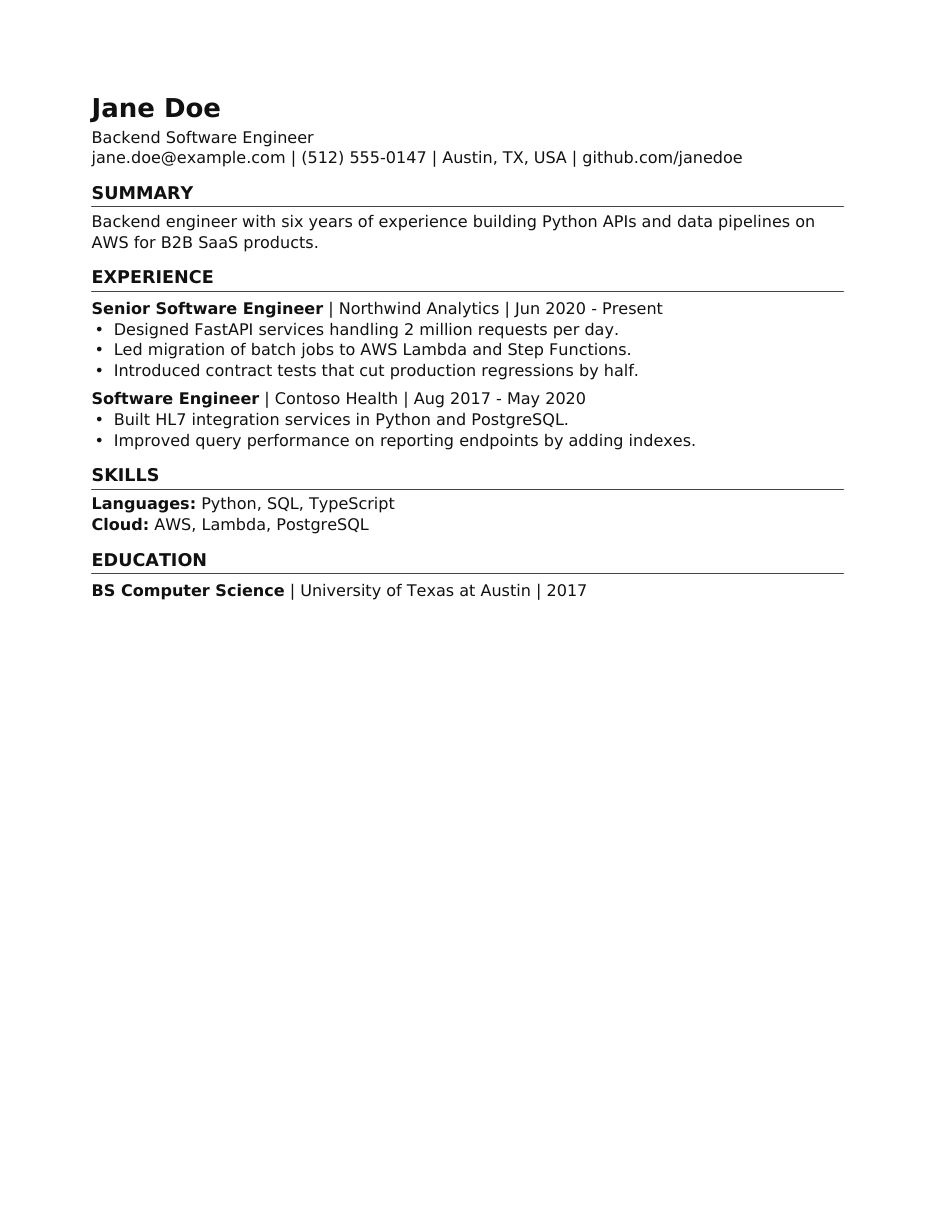 Jane Doe
Backend Software Engineer
jane.doe@example.com | (512) 555-0147 | Austin, TX, USA | github.com/janedoe
SUMMARY
Backend engineer with six years of experience building Python APIs and data pipelines on
AWS for B2B SaaS products.
EXPERIENCE
Senior Software Engineer | Northwind Analytics | Jun 2020 - Present
• Designed FastAPI services handling 2 million requests per day.
• Led migration of batch jobs to AWS Lambda and Step Functions.
• Introduced contract tests that cut production regressions by half.
Software Engineer | Contoso Health | Aug 2017 - May 2020
• Built HL7 integration services in Python and PostgreSQL.
• Improved query performance on reporting endpoints by adding indexes.
SKILLS
Languages: Python, SQL, TypeScript
Cloud: AWS, Lambda, PostgreSQL
EDUCATION
BS Computer Science | University of Texas at Austin | 2017